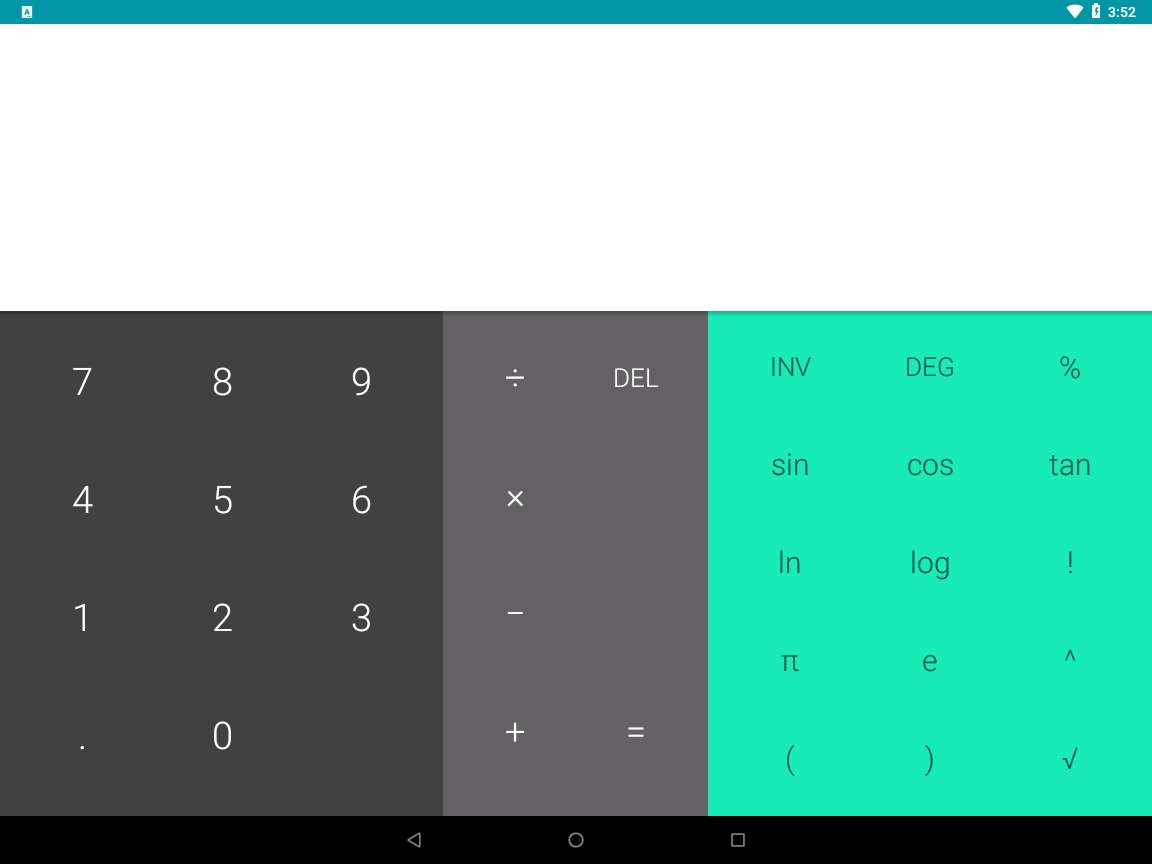 3:52
7 8 9 ÷ DEL INV DEG %
sin cos tan
4 5 6 ×
ln log !
1 2 3 −
π e ^
. 0 + =
( ) √